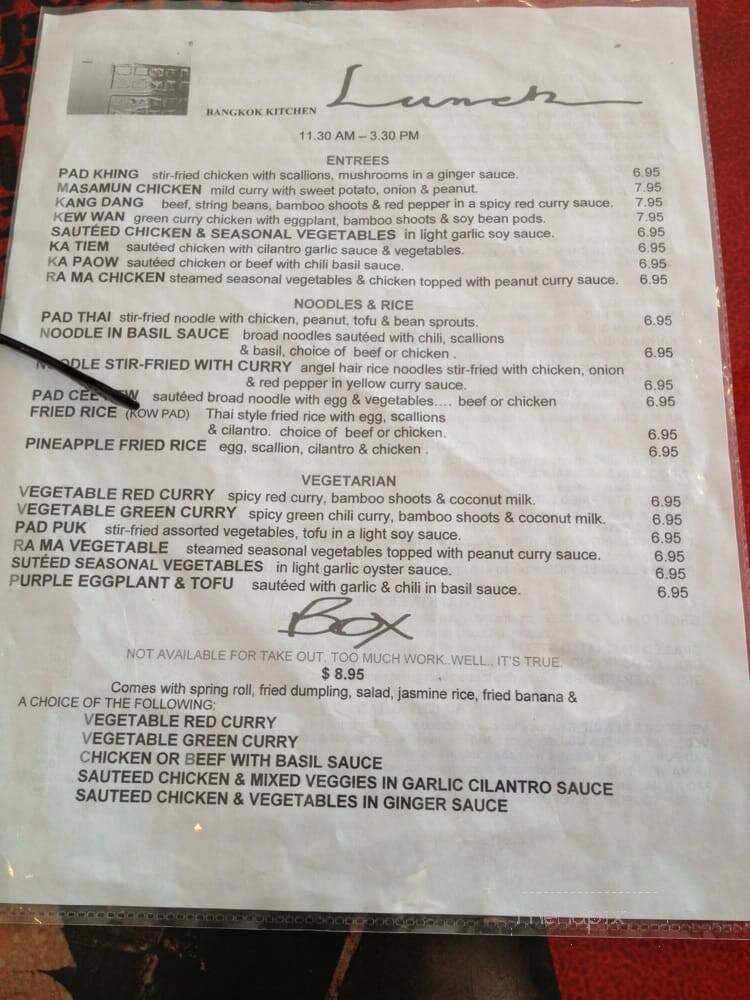 BANGKOK KITCHEN Lunch
11.30 AM – 3.30 PM
ENTREES
PAD KHING stir-fried chicken with scallions, mushrooms in a ginger sauce. 6.95
MASAMUN CHICKEN mild curry with sweet potato, onion & peanut. 7.95
KANG DANG beef, string beans, bamboo shoots & red pepper in a spicy red curry sauce. 7.95
KEW WAN green curry chicken with eggplant, bamboo shoots & soy bean pods. 7.95
SAUTÉED CHICKEN & SEASONAL VEGETABLES in light garlic soy sauce. 6.95
KA TIEM sautéed chicken with cilantro garlic sauce & vegetables. 6.95
KA PAOW sautéed chicken or beef with chili basil sauce. 6.95
RA MA CHICKEN steamed seasonal vegetables & chicken topped with peanut curry sauce. 6.95
NOODLES & RICE
PAD THAI stir-fried noodle with chicken, peanut, tofu & bean sprouts. 6.95
NOODLE IN BASIL SAUCE broad noodles sautéed with chili, scallions
& basil, choice of beef or chicken . 6.95
NOODLE STIR-FRIED WITH CURRY angel hair rice noodles stir-fried with chicken, onion
& red pepper in yellow curry sauce. 6.95
PAD CEE EW sautéed broad noodle with egg & vegetables.... beef or chicken 6.95
FRIED RICE (KOW PAD) Thai style fried rice with egg, scallions
& cilantro. choice of beef or chicken. 6.95
PINEAPPLE FRIED RICE egg, scallion, cilantro & chicken . 6.95
VEGETARIAN
VEGETABLE RED CURRY spicy red curry, bamboo shoots & coconut milk. 6.95
VEGETABLE GREEN CURRY spicy green chili curry, bamboo shoots & coconut milk. 6.95
PAD PUK stir-fried assorted vegetables, tofu in a light soy sauce. 6.95
RA MA VEGETABLE steamed seasonal vegetables topped with peanut curry sauce. 6.95
SUTÉED SEASONAL VEGETABLES in light garlic oyster sauce. 6.95
PURPLE EGGPLANT & TOFU sautéed with garlic & chili in basil sauce. 6.95
Box
NOT AVAILABLE FOR TAKE OUT, TOO MUCH WORK..WELL., IT'S TRUE.
$ 8.95
Comes with spring roll, fried dumpling, salad, jasmine rice, fried banana &
A CHOICE OF THE FOLLOWING:
VEGETABLE RED CURRY
VEGETABLE GREEN CURRY
CHICKEN OR BEEF WITH BASIL SAUCE
SAUTEED CHICKEN & MIXED VEGGIES IN GARLIC CILANTRO SAUCE
SAUTEED CHICKEN & VEGETABLES IN GINGER SAUCE
menupix